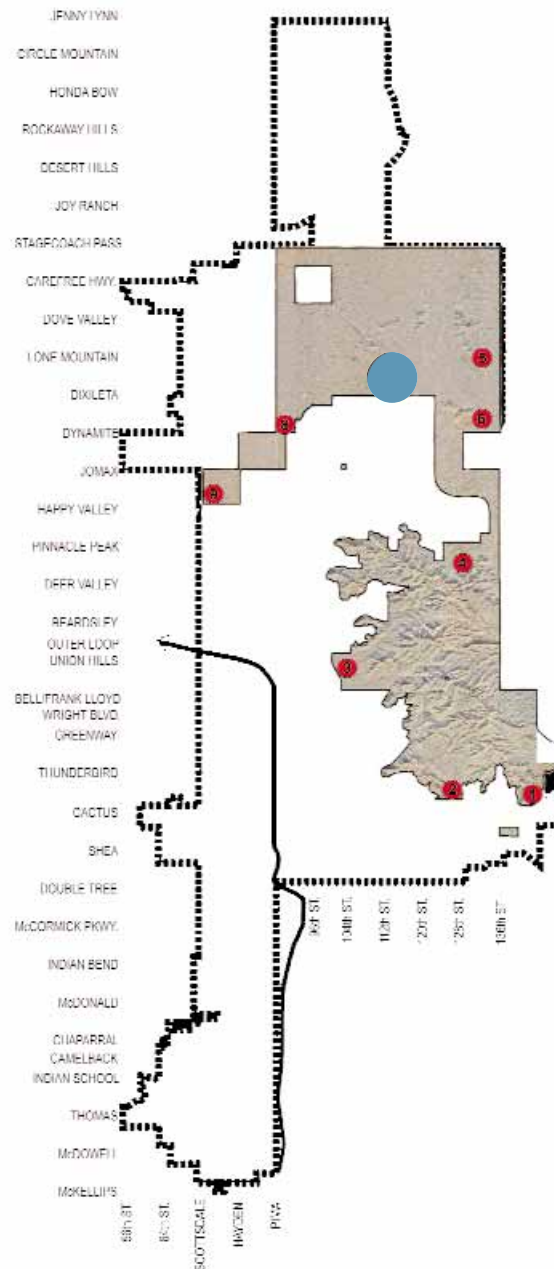 JENNY LYNN
CIRCLE MOUNTAIN
HONDA BOW
ROCKAWAY HILLS
DESERT HILLS
JOY RANCH
STAGECOACH PASS
CAREFREE HWY.
DOVE VALLEY
LONE MOUNTAIN
5
DIXILETA
6
DYNAMITE
JOMAX
HAPPY VALLEY
PINNACLE PEAK
4
DEER VALLEY
BEARDSLEY
OUTER LOOP
UNION HILLS
3
BELL/FRANK LLOYD
WRIGHT BLVD.
GREENWAY
THUNDERBIRD
2
1
CACTUS
SHEA
DOUBLE TREE
96th ST.
104th ST.
112th ST.
120th ST.
128th ST.
136th ST.
McCORMICK PKWY.
INDIAN BEND
McDONALD
CHAPARRAL
CAMELBACK
INDIAN SCHOOL
THOMAS
McDOWELL
McKELLIPS
56th ST.
64th ST.
SCOTTSDALE
HAYDEN
PIMA